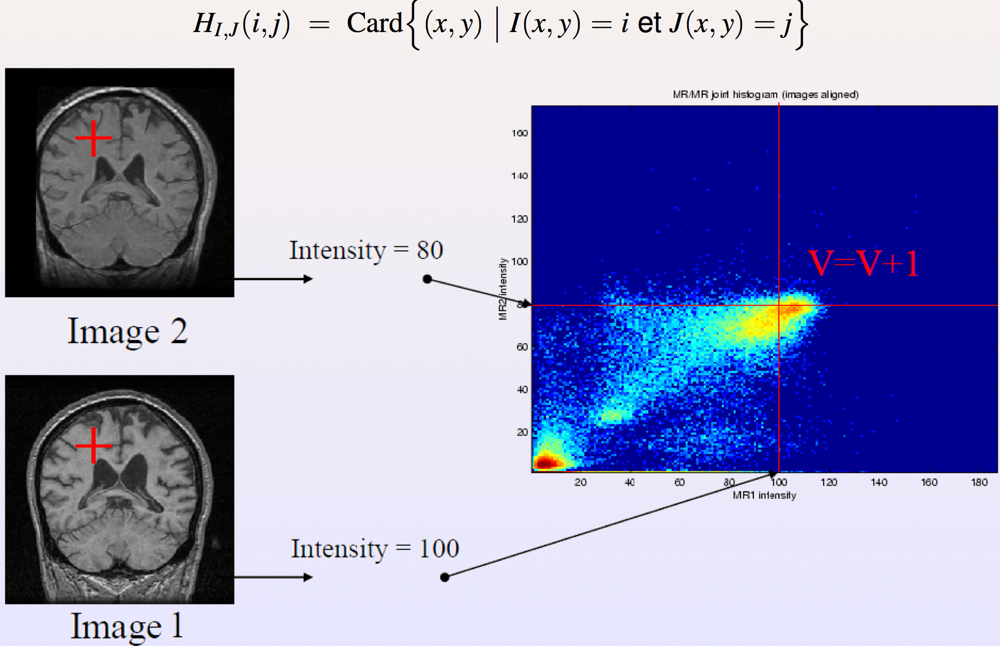 H_{I,J}(i,j) = Card{(x,y) | I(x,y) = i et J(x,y) = j}
Intensity = 80
Image 2
Intensity = 100
Image 1
MR/MR joint histogram (images aligned)
V=V+1
MR2 intensity
160
140
120
100
80
60
40
20
20 40 60 80 100 120 140 160 180
MR1 intensity